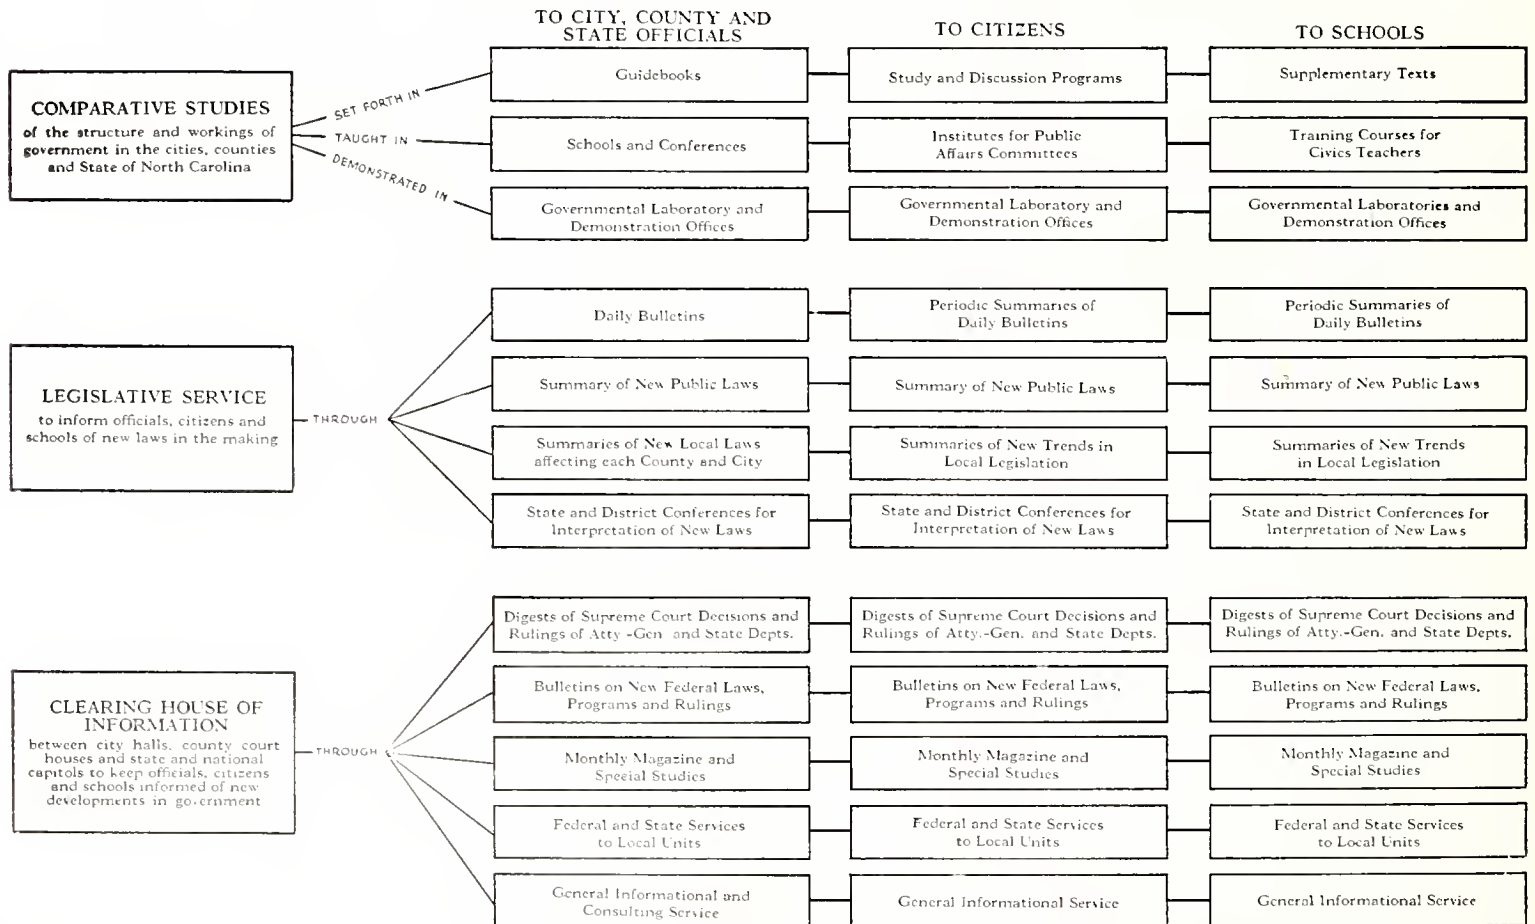 TO CITY, COUNTY AND
STATE OFFICIALS
TO CITIZENS
TO SCHOOLS
COMPARATIVE STUDIES
of the structure and workings of
government in the cities, counties
and State of North Carolina
SET FORTH IN
TAUGHT IN
DEMONSTRATED IN
Guidebooks
Study and Discussion Programs
Supplementary Texts
Schools and Conferences
Institutes for Public
Affairs Committees
Training Courses for
Civics Teachers
Governmental Laboratory and
Demonstration Offices
Governmental Laboratory and
Demonstration Offices
Governmental Laboratories and
Demonstration Offices
LEGISLATIVE SERVICE
to inform officials, citizens and
schools of new laws in the making
THROUGH
Daily Bulletins
Periodic Summaries of
Daily Bulletins
Periodic Summaries of
Daily Bulletins
Summary of New Public Laws
Summary of New Public Laws
Summary of New Public Laws
Summaries of New Local Laws
affecting each County and City
Summaries of New Trends in
Local Legislation
Summaries of New Trends
in Local Legislation
State and District Conferences for
Interpretation of New Laws
State and District Conferences for
Interpretation of New Laws
State and District Conferences for
Interpretation of New Laws
CLEARING HOUSE OF
INFORMATION
between city halls, county court
houses and state and national
capitols to keep officials, citizens
and schools informed of new
developments in government
THROUGH
Digests of Supreme Court Decisions and
Rulings of Atty -Gen and State Depts.
Digests of Supreme Court Decisions and
Rulings of Atty.-Gen. and State Depts.
Digests of Supreme Court Decisions and
Rulings of Atty.-Gen. and State Depts.
Bulletins on New Federal Laws,
Programs and Rulings
Bulletins on New Federal Laws,
Programs and Rulings
Bulletins on New Federal Laws,
Programs and Rulings
Monthly Magazine and
Special Studies
Monthly Magazine and
Special Studies
Monthly Magazine and
Special Studies
Federal and State Services
to Local Units
Federal and State Services
to Local Units
Federal and State Services
to Local Units
General Informational and
Consulting Service
General Informational Service
General Informational Service